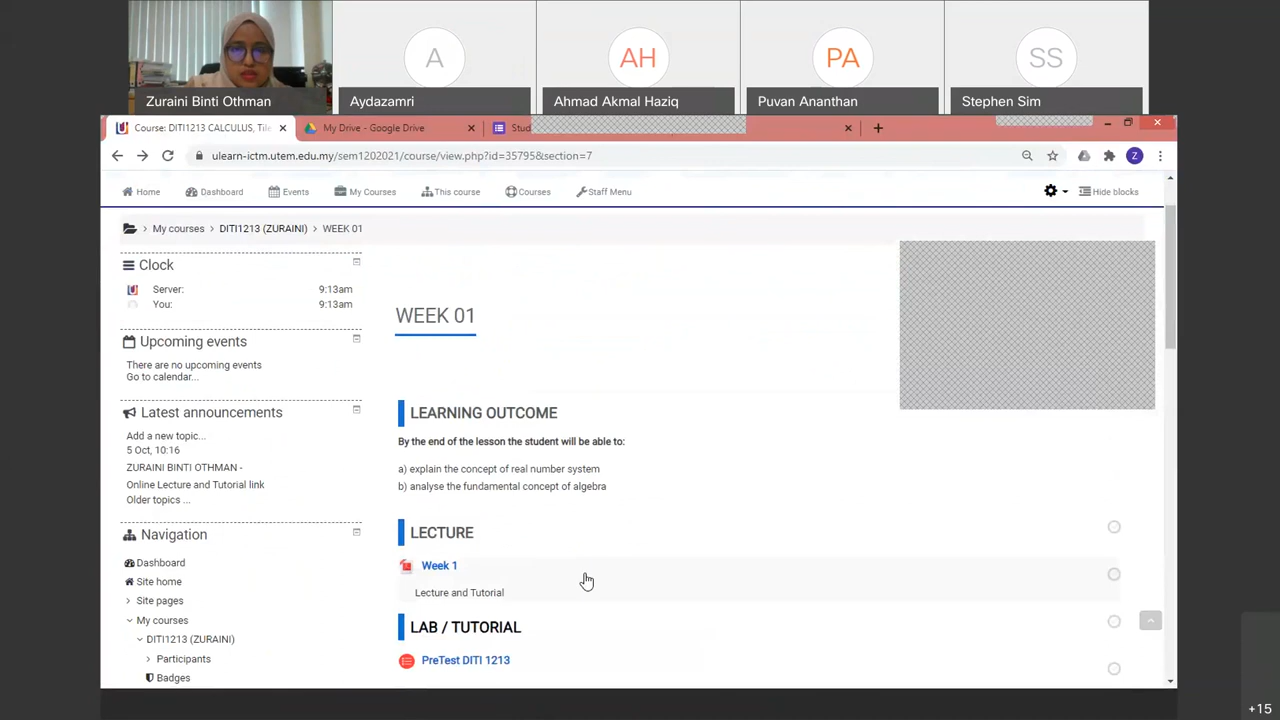 A
AH
PA
SS
Zuraini Binti Othman
Aydazamri
Ahmad Akmal Haziq
Puvan Ananthan
Stephen Sim
Course: DITI1213 CALCULUS, Tile
My Drive - Google Drive
ulearn-ictm.utem.edu.my/sem1202021/course/view.php?id=35795&section=7
Z
Home
Dashboard
Events
My Courses
This course
Courses
Staff Menu
Hide blocks
My courses > DITI1213 (ZURAINI) > WEEK 01
Clock
Server: 9:13am
You: 9:13am
Upcoming events
There are no upcoming events
Go to calendar...
Latest announcements
Add a new topic...
5 Oct, 10:16
ZURAINI BINTI OTHMAN -
Online Lecture and Tutorial link
Older topics ...
Navigation
Dashboard
Site home
Site pages
My courses
DITI1213 (ZURAINI)
Participants
Badges
WEEK 01
LEARNING OUTCOME
By the end of the lesson the student will be able to:
a) explain the concept of real number system
b) analyse the fundamental concept of algebra
LECTURE
Week 1
Lecture and Tutorial
LAB / TUTORIAL
PreTest DITI 1213
+15